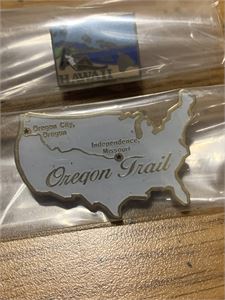 HAWAII
Oregon City,
Oregon
Independence,
Missouri
Oregon Trail